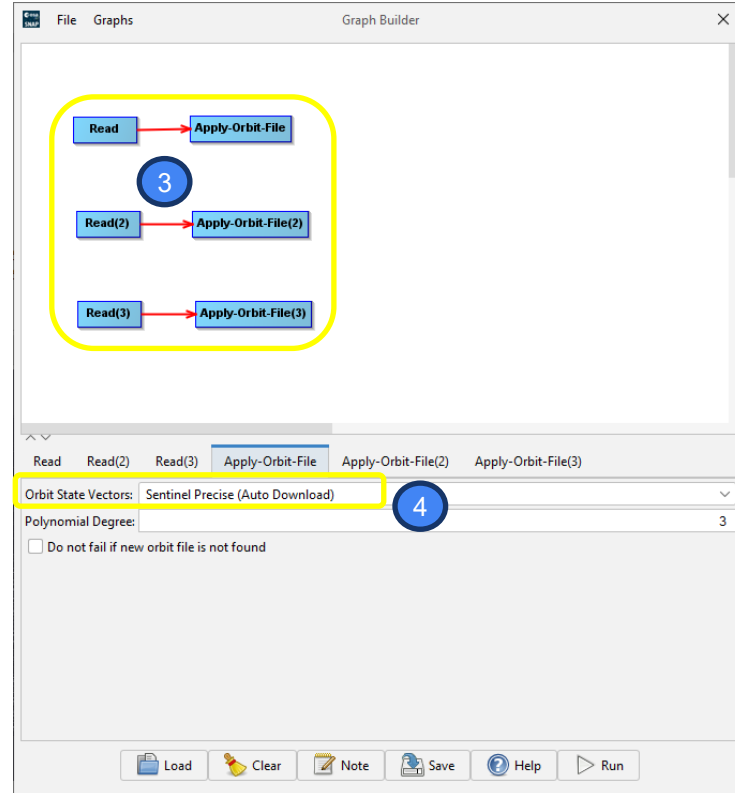 File Graphs Graph Builder
Read Apply-Orbit-File
3
Read(2) Apply-Orbit-File(2)
Read(3) Apply-Orbit-File(3)
Read Read(2) Read(3) Apply-Orbit-File Apply-Orbit-File(2) Apply-Orbit-File(3)
Orbit State Vectors: Sentinel Precise (Auto Download)
4
Polynomial Degree: 3
Do not fail if new orbit file is not found
Load Clear Note Save Help Run